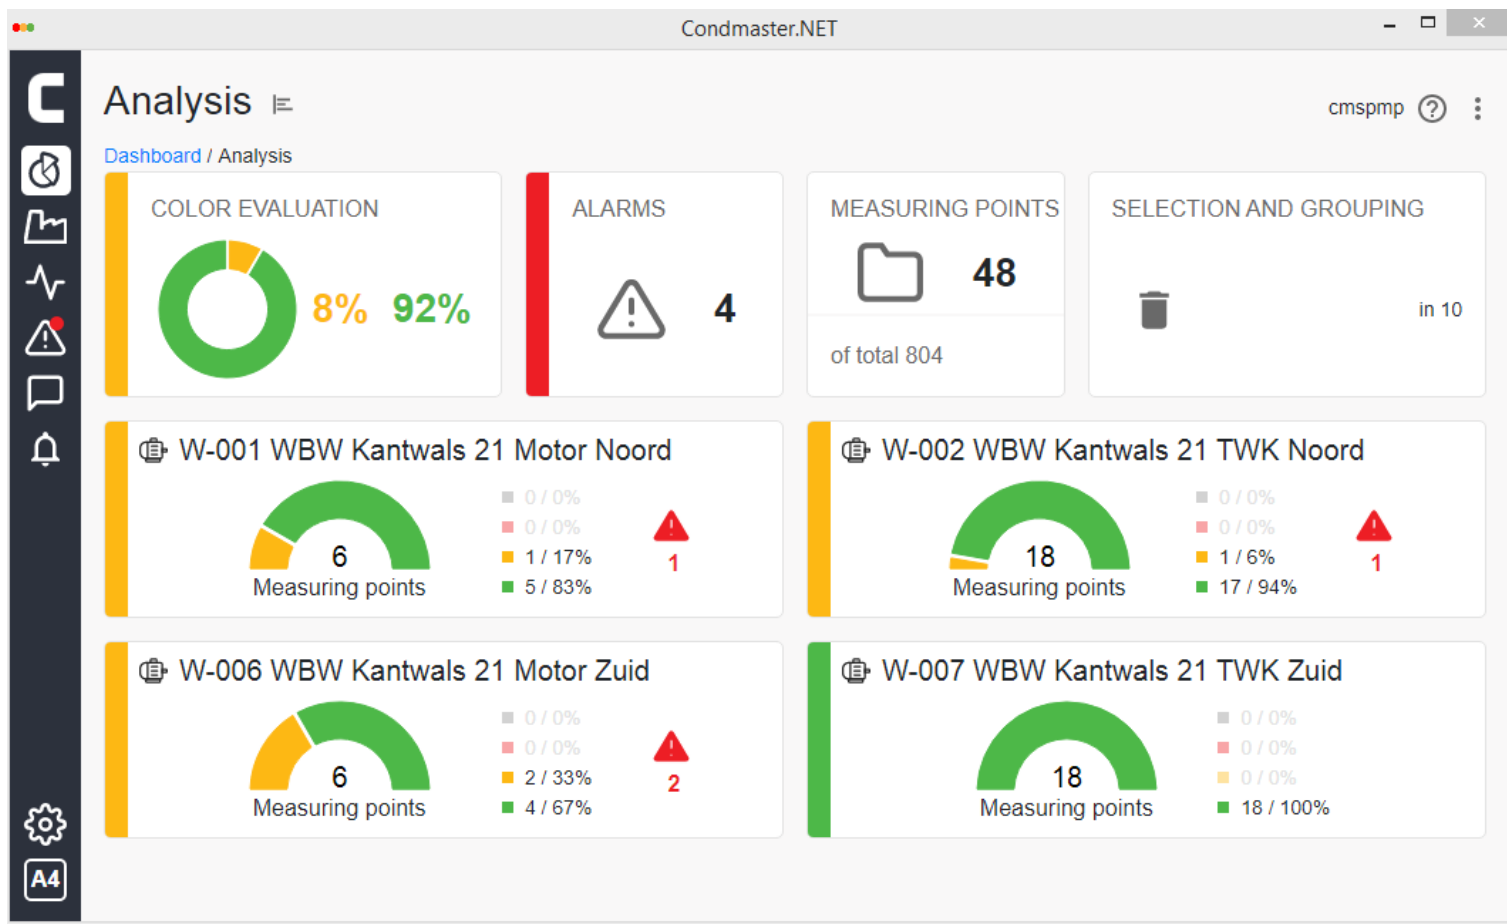 Condmaster.NET
Analysis
cmspmp
Dashboard / Analysis
COLOR EVALUATION
8% 92%
ALARMS
4
MEASURING POINTS
48
of total 804
SELECTION AND GROUPING
in 10
W-001 WBW Kantwals 21 Motor Noord
6
Measuring points
0 / 0%
0 / 0%
1 / 17%
5 / 83%
1
W-002 WBW Kantwals 21 TWK Noord
18
Measuring points
0 / 0%
0 / 0%
1 / 6%
17 / 94%
1
W-006 WBW Kantwals 21 Motor Zuid
6
Measuring points
0 / 0%
0 / 0%
2 / 33%
4 / 67%
2
W-007 WBW Kantwals 21 TWK Zuid
18
Measuring points
0 / 0%
0 / 0%
0 / 0%
18 / 100%
A4